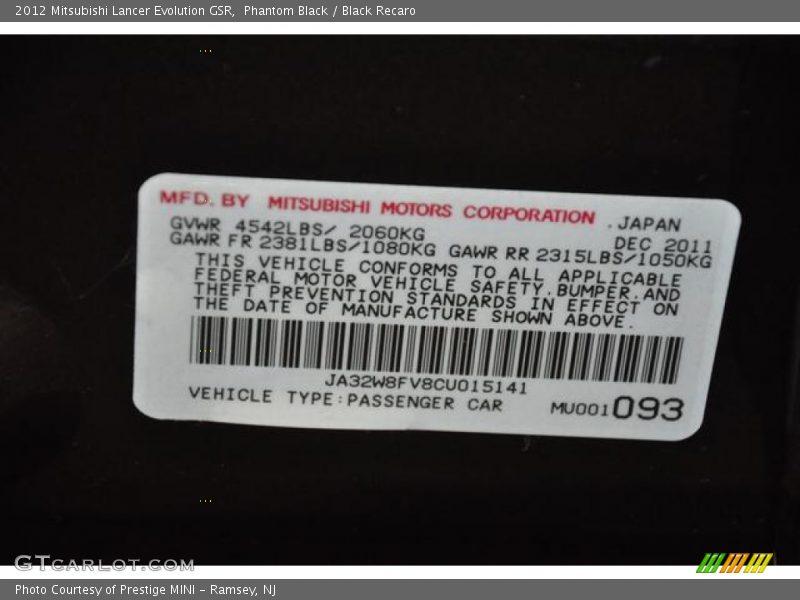 2012 Mitsubishi Lancer Evolution GSR,  Phantom Black / Black Recaro
MFD. BY MITSUBISHI MOTORS CORPORATION .JAPAN
GVWR 4542LBS/ 2060KG DEC 2011
GAWR FR 2381LBS/1080KG GAWR RR 2315LBS/1050KG
THIS VEHICLE CONFORMS TO ALL APPLICABLE
FEDERAL MOTOR VEHICLE SAFETY,BUMPER,AND
THEFT PREVENTION STANDARDS IN EFFECT ON
THE DATE OF MANUFACTURE SHOWN ABOVE.
JA32W8FV8CU015141
VEHICLE TYPE:PASSENGER CAR MU001093
GTCARLOT.COM
Photo Courtesy of Prestige MINI - Ramsey, NJ